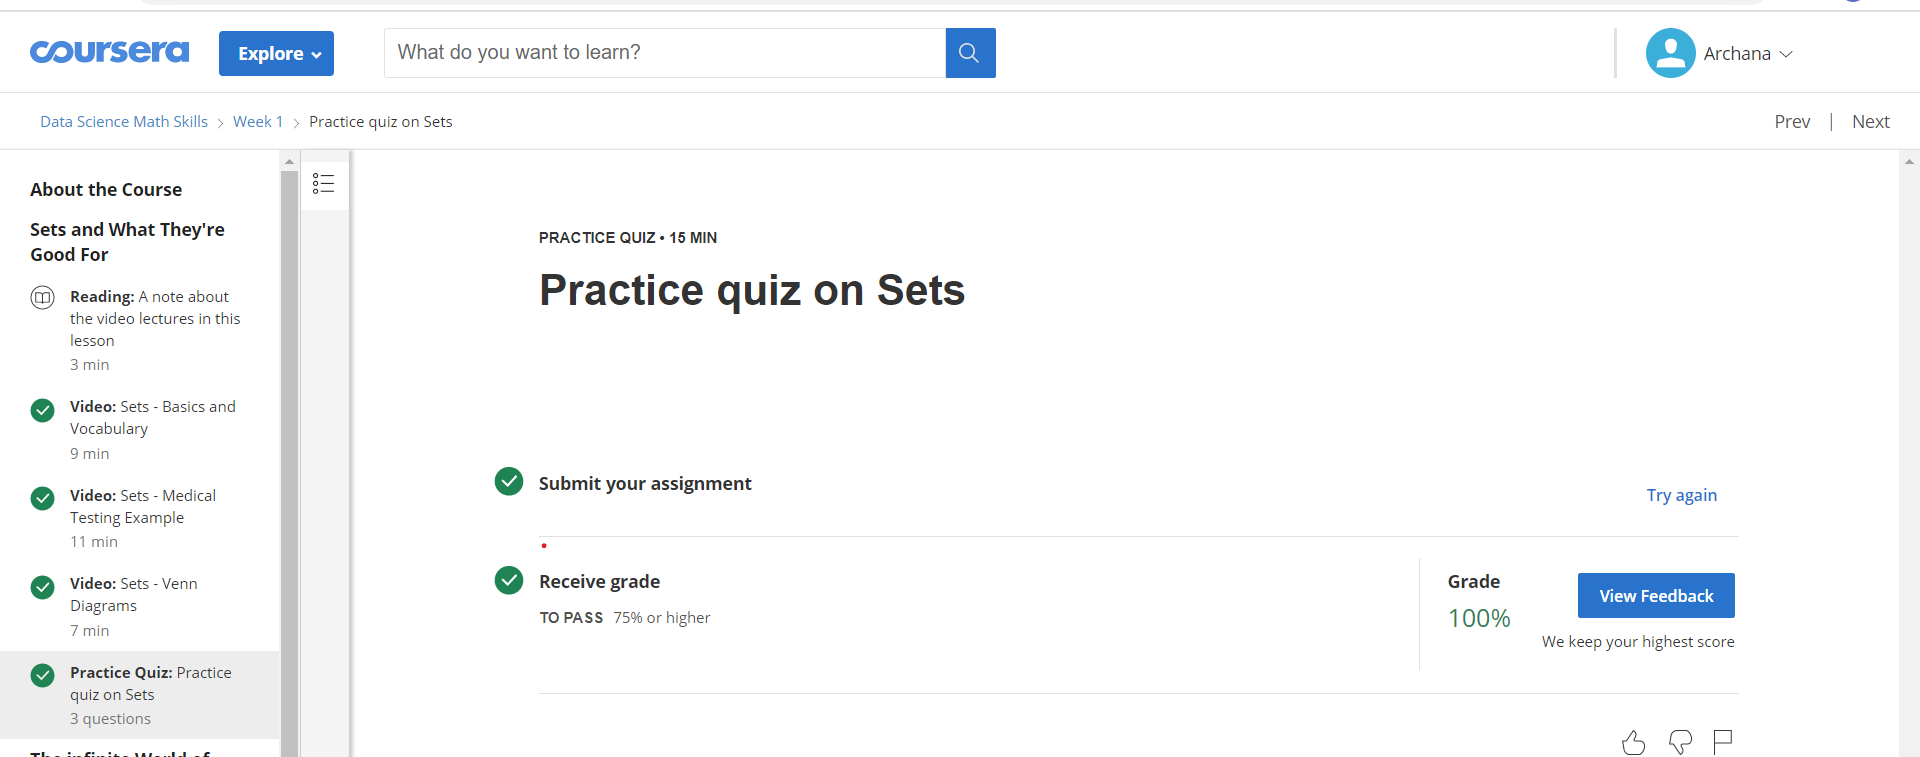 coursera
Explore
What do you want to learn?
Archana
Data Science Math Skills > Week 1 > Practice quiz on Sets
Prev | Next
About the Course
Sets and What They're
Good For
Reading: A note about
the video lectures in this
lesson
3 min
Video: Sets - Basics and
Vocabulary
9 min
Video: Sets - Medical
Testing Example
11 min
Video: Sets - Venn
Diagrams
7 min
Practice Quiz: Practice
quiz on Sets
3 questions
The infinite World of
PRACTICE QUIZ • 15 MIN
Practice quiz on Sets
Submit your assignment
Try again
Receive grade
TO PASS 75% or higher
Grade
100%
View Feedback
We keep your highest score